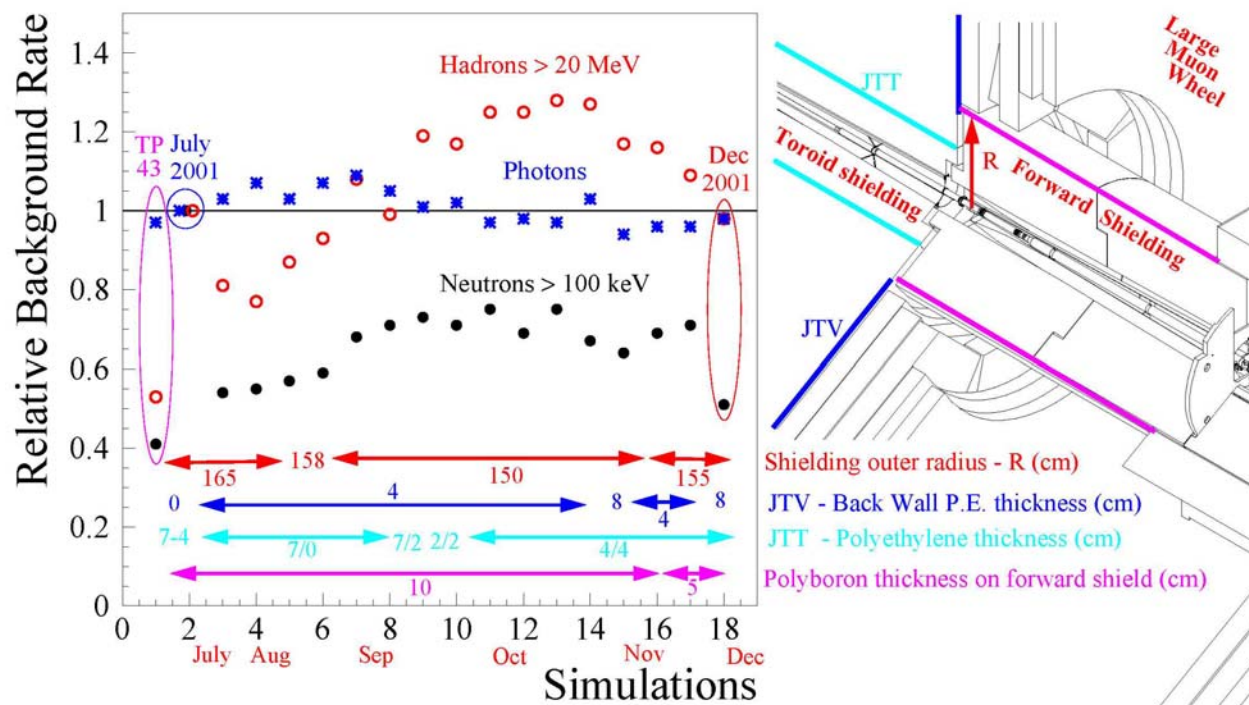 Relative Background Rate
1.4
1.2
1
0.8
0.6
0.4
0.2
0
TP
43
July
2001
Hadrons > 20 MeV
Photons
Dec
2001
Neutrons > 100 keV
165
158
150
155
0
4
8
4
8
7-4
7/0
7/2
2/2
4/4
10
5
0 2 4 6 8 10 12 14 16 18
July Aug Sep Oct Nov Dec
Simulations
Large
Muon
Wheel
JTT
R
Toroid shielding
Forward Shielding
JTV
Shielding outer radius - R (cm)
JTV - Back Wall P.E. thickness (cm)
JTT - Polyethylene thickness (cm)
Polyboron thickness on forward shield (cm)